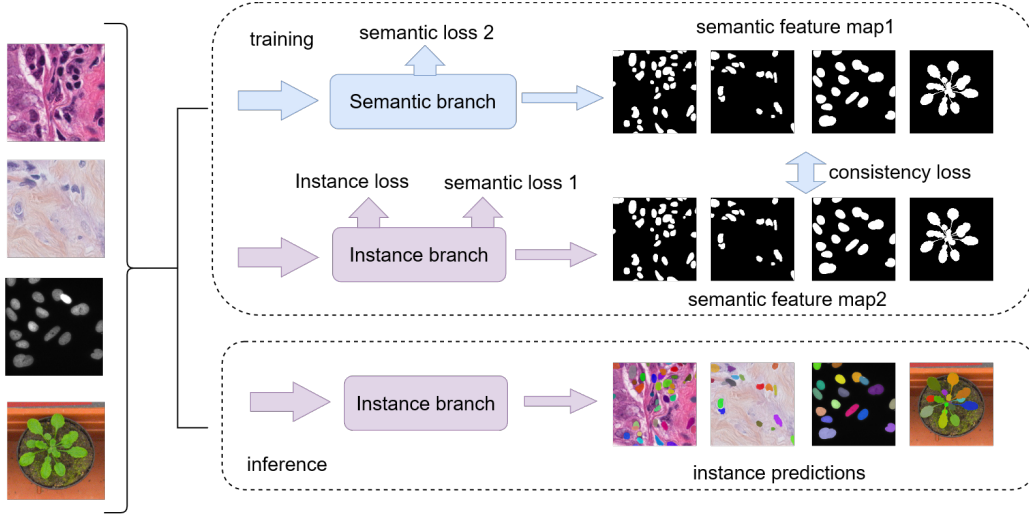 training
semantic loss 2
semantic feature map1
Semantic branch
consistency loss
Instance loss
semantic loss 1
Instance branch
semantic feature map2
Instance branch
inference
instance predictions